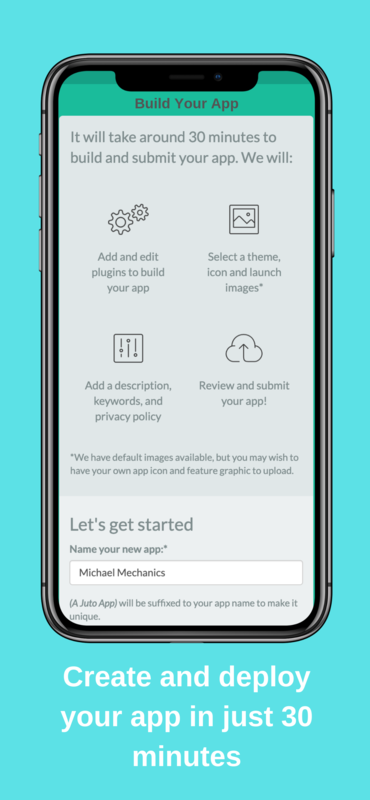 Build Your App
It will take around 30 minutes to
build and submit your app. We will:
Add and edit
plugins to build
your app
Select a theme,
icon and launch
images*
Add a description,
keywords, and
privacy policy
Review and submit
your app!
*We have default images available, but you may wish to
have your own app icon and feature graphic to upload.
Let's get started
Name your new app:*
Michael Mechanics
(A Juto App) will be suffixed to your app name to make it
unique.
Create and deploy
your app in just 30
minutes